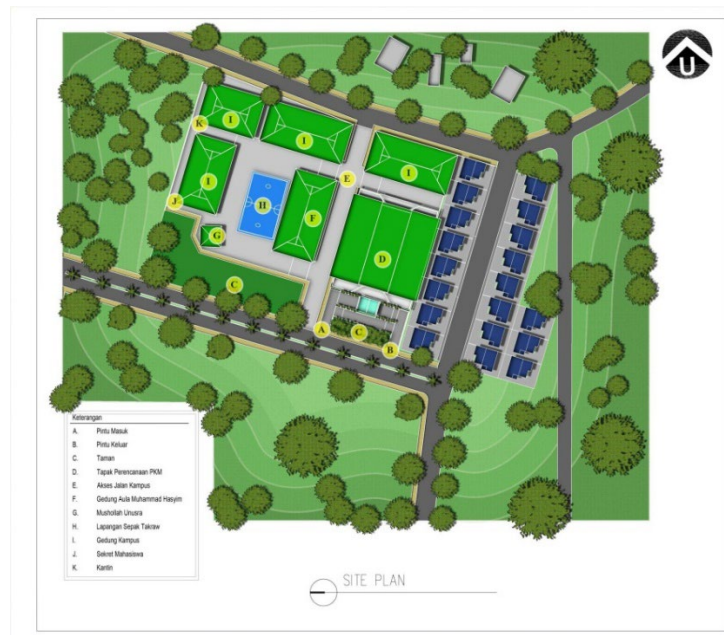 U
K
I
I
I
E
I
J
H
F
G
D
C
A
C
B
Keterangan
A. Pintu Masuk
B. Pintu Keluar
C. Taman
D. Tapak Perencanaan PKM
E. Akses Jalan Kampus
F. Gedung Aula Muhammad Hasyim
G. Mushollah Unusra
H. Lapangan Sepak Takraw
I. Gedung Kampus
J. Sekret Mahasiswa
K. Kantin
SITE PLAN